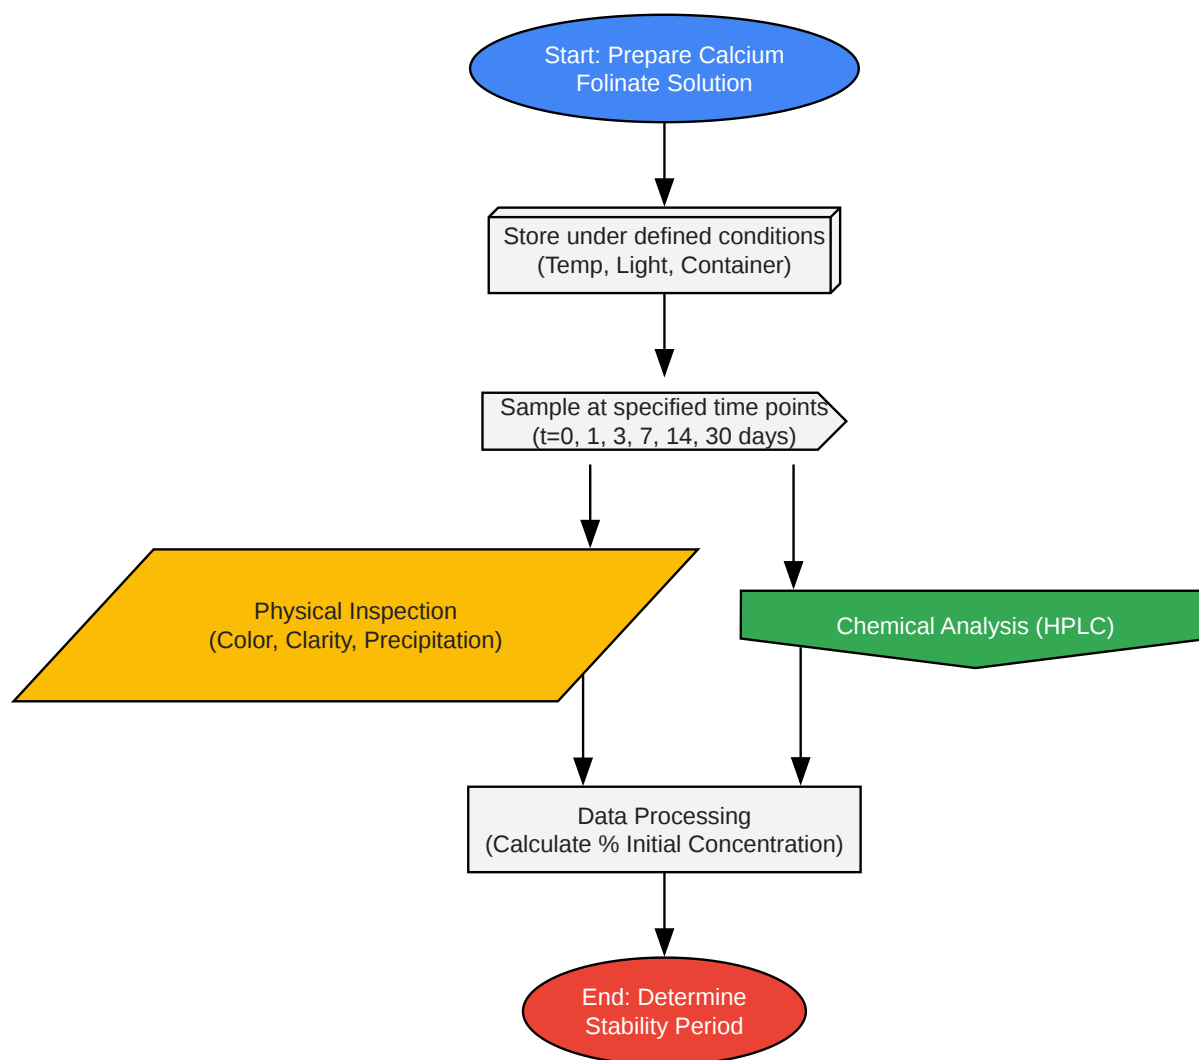 Start: Prepare Calcium
Folinate Solution
Store under defined conditions
(Temp, Light, Container)
Sample at specified time points
(t=0, 1, 3, 7, 14, 30 days)
Physical Inspection
(Color, Clarity, Precipitation)
Chemical Analysis (HPLC)
Data Processing
(Calculate % Initial Concentration)
End: Determine
Stability Period